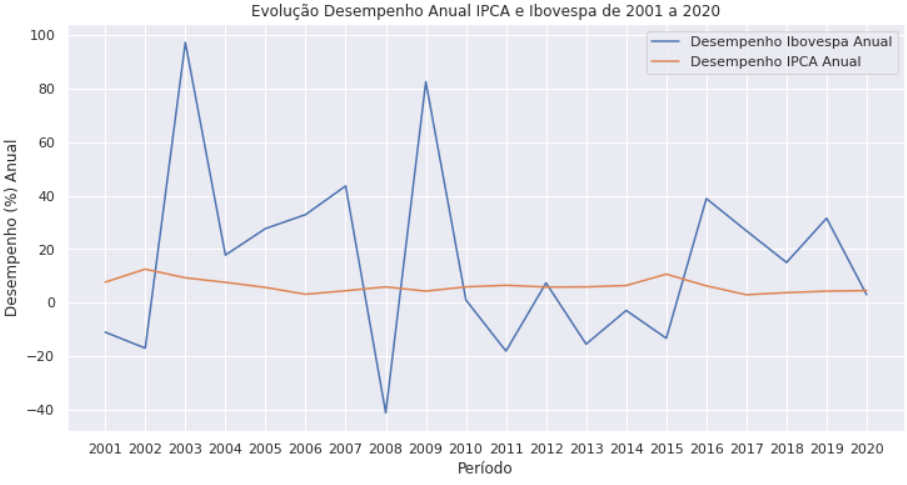 Evolução Desempenho Anual IPCA e Ibovespa de 2001 a 2020
Desempenho Ibovespa Anual
Desempenho IPCA Anual
Desempenho (%) Anual
100
80
60
40
20
0
−20
−40
2001 2002 2003 2004 2005 2006 2007 2008 2009 2010 2011 2012 2013 2014 2015 2016 2017 2018 2019 2020
Período